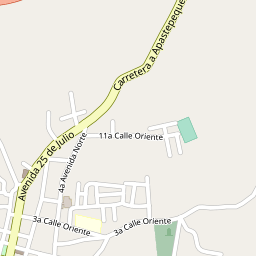 Carretera a Apastepeque
11a Calle Oriente
Avenida 25 de Julio
4a Avenida Norte
3a Calle Oriente
3a Calle Oriente